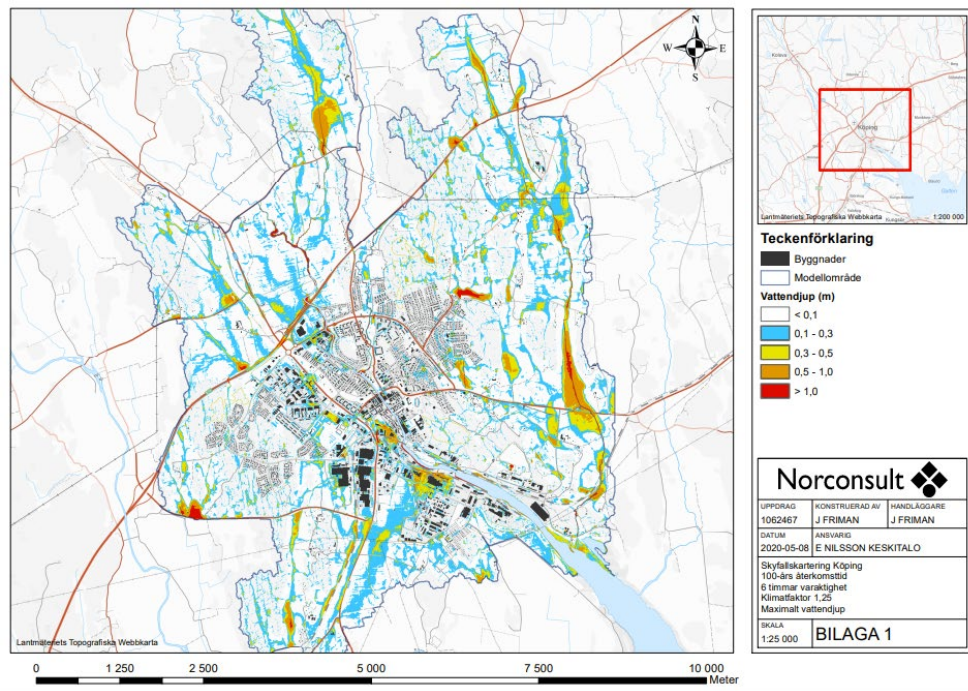 N
W
E
S
Lantmäteriets Topografiska Webbkarta
0
1 250
2 500
5 000
7 500
10 000
Meter
Köping
Lantmäteriets Topografiska Webbkarta
1:200 000
Teckenförklaring
Byggnader
Modellområde
Vattendjup (m)
< 0,1
0,1 - 0,3
0,3 - 0,5
0,5 - 1,0
> 1,0
Norconsult
UPPDRAG
1062467
KONSTRUERAD AV
J FRIMAN
HANDLÄGGARE
J FRIMAN
DATUM
2020-05-08
ANSVARIG
E NILSSON KESKITALO
Skyfallskartering Köping
100-års återkomsttid
6 timmar varaktighet
Klimatfaktor 1,25
Maximalt vattendjup
SKALA
1:25 000
BILAGA 1